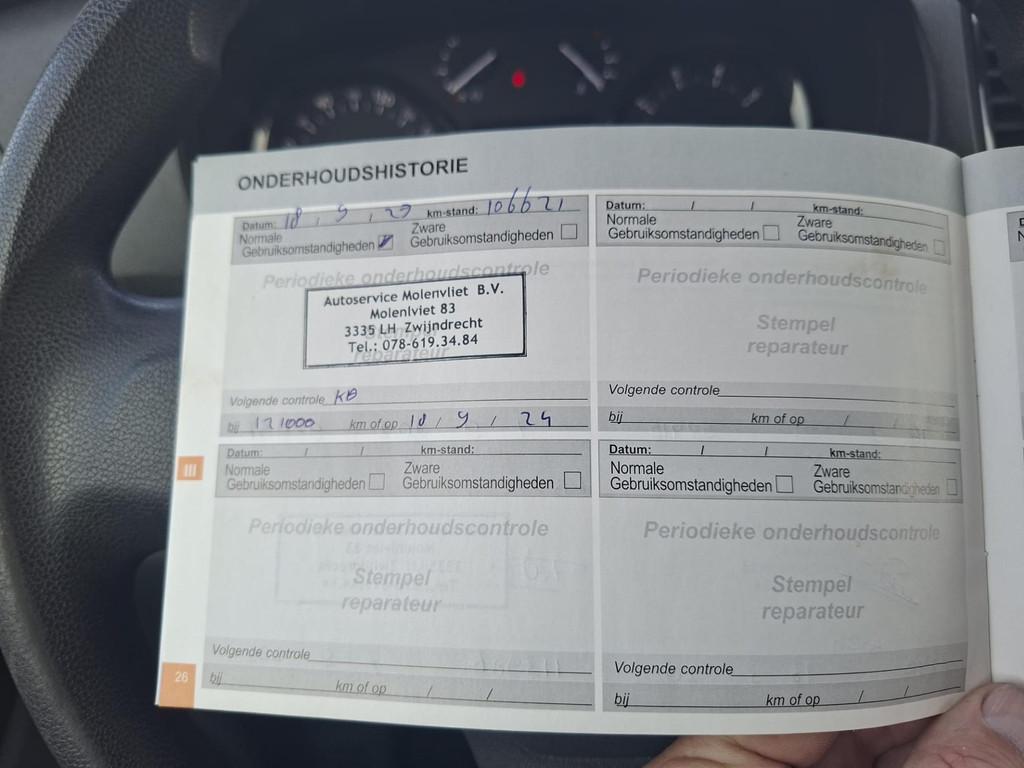 ONDERHOUDSHISTORIE
Datum: 18 / 9 / 23 km-stand: 106621
Normale Gebruiksomstandigheden Zware Gebruiksomstandigheden
Periodieke onderhoudscontrole
Autoservice Molenvliet B.V.
Molenlviet 83
3335 LH Zwijndrecht
Tel.: 078-619.34.84
Stempel
reparateur
Volgende controle KB
bij 121000 km of op 18 / 9 / 24
Datum: / / km-stand:
Normale Gebruiksomstandigheden Zware Gebruiksomstandigheden
Periodieke onderhoudscontrole
Stempel
reparateur
Volgende controle
bij km of op / /
III
Datum: / / km-stand:
Normale Gebruiksomstandigheden Zware Gebruiksomstandigheden
Periodieke onderhoudscontrole
Stempel
reparateur
Volgende controle
bij km of op / /
Datum: / / km-stand:
Normale Gebruiksomstandigheden Zware Gebruiksomstandigheden
Periodieke onderhoudscontrole
Stempel
reparateur
Volgende controle
bij km of op / /
26